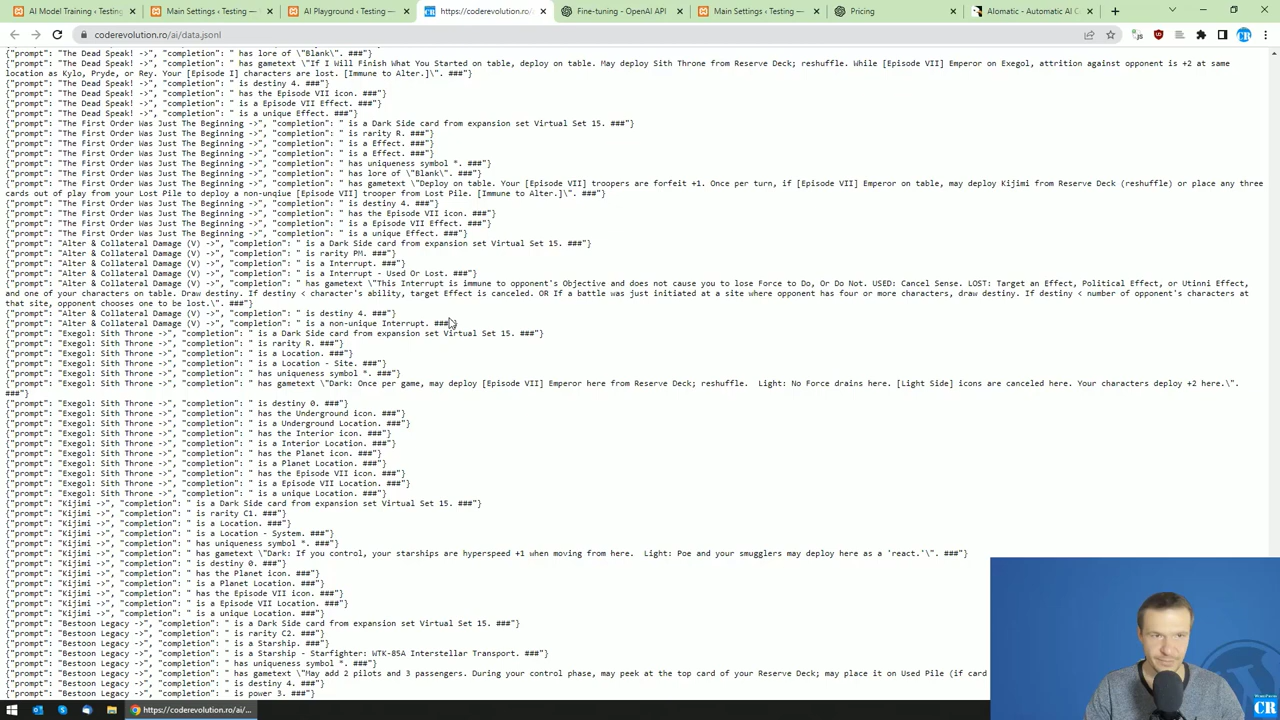 AI Model Training ‹ Testing —
Main Settings ‹ Testing —
AI Playground ‹ Testing —
https://coderevolution.ro/ai/dat
Fine-tuning - OpenAI API
Main Settings ‹ Testing —
Pricing
AIomatic - Automatic AI C
coderevolution.ro/ai/data.jsonl
{"prompt": "The Dead Speak! ->", "completion": " has lore of \"Blank\". ###"}
{"prompt": "The Dead Speak! ->", "completion": " has gametext \"If I Will Finish What You Started on table, deploy on table. May deploy Sith Throne from Reserve Deck; reshuffle. While [Episode VII] Emperor on Exegol, attrition against opponent is +2 at same
location as Kylo, Pryde, or Rey. Your [Episode I] characters are lost. [Immune to Alter.]\". ###"}
{"prompt": "The Dead Speak! ->", "completion": " is destiny 4. ###"}
{"prompt": "The Dead Speak! ->", "completion": " has the Episode VII icon. ###"}
{"prompt": "The Dead Speak! ->", "completion": " is a Episode VII Effect. ###"}
{"prompt": "The Dead Speak! ->", "completion": " is a unique Effect. ###"}
{"prompt": "The First Order Was Just The Beginning ->", "completion": " is a Dark Side card from expansion set Virtual Set 15. ###"}
{"prompt": "The First Order Was Just The Beginning ->", "completion": " is rarity R. ###"}
{"prompt": "The First Order Was Just The Beginning ->", "completion": " is a Effect. ###"}
{"prompt": "The First Order Was Just The Beginning ->", "completion": " is a Effect. ###"}
{"prompt": "The First Order Was Just The Beginning ->", "completion": " has uniqueness symbol *. ###"}
{"prompt": "The First Order Was Just The Beginning ->", "completion": " has lore of \"Blank\". ###"}
{"prompt": "The First Order Was Just The Beginning ->", "completion": " has gametext \"Deploy on table. Your [Episode VII] troopers are forfeit +1. Once per turn, if [Episode VII] Emperor on table, may deploy Kijimi from Reserve Deck (reshuffle) or place any three
cards out of play from your Lost Pile to deploy a non-unqiue [Episode VII] trooper from Lost Pile. [Immune to Alter.]\". ###"}
{"prompt": "The First Order Was Just The Beginning ->", "completion": " is destiny 4. ###"}
{"prompt": "The First Order Was Just The Beginning ->", "completion": " has the Episode VII icon. ###"}
{"prompt": "The First Order Was Just The Beginning ->", "completion": " is a Episode VII Effect. ###"}
{"prompt": "The First Order Was Just The Beginning ->", "completion": " is a unique Effect. ###"}
{"prompt": "Alter & Collateral Damage (V) ->", "completion": " is a Dark Side card from expansion set Virtual Set 15. ###"}
{"prompt": "Alter & Collateral Damage (V) ->", "completion": " is rarity PM. ###"}
{"prompt": "Alter & Collateral Damage (V) ->", "completion": " is a Interrupt. ###"}
{"prompt": "Alter & Collateral Damage (V) ->", "completion": " is a Interrupt - Used Or Lost. ###"}
{"prompt": "Alter & Collateral Damage (V) ->", "completion": " has gametext \"This Interrupt is immune to opponent's Objective and does not cause you to lose Force to Do, Or Do Not. USED: Cancel Sense. LOST: Target an Effect, Political Effect, or Utinni Effect,
and one of your characters on table. Draw destiny. If destiny < character's ability, target Effect is canceled. OR If a battle was just initiated at a site where opponent has four or more characters, draw destiny. If destiny < number of opponent's characters at
that site, opponent chooses one to be lost.\". ###"}
{"prompt": "Alter & Collateral Damage (V) ->", "completion": " is destiny 4. ###"}
{"prompt": "Alter & Collateral Damage (V) ->", "completion": " is a non-unique Interrupt. ###"}
{"prompt": "Exegol: Sith Throne ->", "completion": " is a Dark Side card from expansion set Virtual Set 15. ###"}
{"prompt": "Exegol: Sith Throne ->", "completion": " is rarity R. ###"}
{"prompt": "Exegol: Sith Throne ->", "completion": " is a Location. ###"}
{"prompt": "Exegol: Sith Throne ->", "completion": " is a Location - Site. ###"}
{"prompt": "Exegol: Sith Throne ->", "completion": " has uniqueness symbol *. ###"}
{"prompt": "Exegol: Sith Throne ->", "completion": " has gametext \"Dark: Once per game, may deploy [Episode VII] Emperor here from Reserve Deck; reshuffle.  Light: No Force drains here. [Light Side] icons are canceled here. Your characters deploy +2 here.\".
###"}
{"prompt": "Exegol: Sith Throne ->", "completion": " is destiny 0. ###"}
{"prompt": "Exegol: Sith Throne ->", "completion": " has the Underground icon. ###"}
{"prompt": "Exegol: Sith Throne ->", "completion": " is a Underground Location. ###"}
{"prompt": "Exegol: Sith Throne ->", "completion": " has the Interior icon. ###"}
{"prompt": "Exegol: Sith Throne ->", "completion": " is a Interior Location. ###"}
{"prompt": "Exegol: Sith Throne ->", "completion": " has the Planet icon. ###"}
{"prompt": "Exegol: Sith Throne ->", "completion": " is a Planet Location. ###"}
{"prompt": "Exegol: Sith Throne ->", "completion": " has the Episode VII icon. ###"}
{"prompt": "Exegol: Sith Throne ->", "completion": " is a Episode VII Location. ###"}
{"prompt": "Exegol: Sith Throne ->", "completion": " is a unique Location. ###"}
{"prompt": "Kijimi ->", "completion": " is a Dark Side card from expansion set Virtual Set 15. ###"}
{"prompt": "Kijimi ->", "completion": " is rarity C1. ###"}
{"prompt": "Kijimi ->", "completion": " is a Location. ###"}
{"prompt": "Kijimi ->", "completion": " is a Location - System. ###"}
{"prompt": "Kijimi ->", "completion": " has uniqueness symbol *. ###"}
{"prompt": "Kijimi ->", "completion": " has gametext \"Dark: If you control, your starships are hyperspeed +1 when moving from here.  Light: Poe and your smugglers may deploy here as a 'react.'\". ###"}
{"prompt": "Kijimi ->", "completion": " is destiny 0. ###"}
{"prompt": "Kijimi ->", "completion": " has the Planet icon. ###"}
{"prompt": "Kijimi ->", "completion": " is a Planet Location. ###"}
{"prompt": "Kijimi ->", "completion": " has the Episode VII icon. ###"}
{"prompt": "Kijimi ->", "completion": " is a Episode VII Location. ###"}
{"prompt": "Kijimi ->", "completion": " is a unique Location. ###"}
{"prompt": "Bestoon Legacy ->", "completion": " is a Dark Side card from expansion set Virtual Set 15. ###"}
{"prompt": "Bestoon Legacy ->", "completion": " is rarity C2. ###"}
{"prompt": "Bestoon Legacy ->", "completion": " is a Starship. ###"}
{"prompt": "Bestoon Legacy ->", "completion": " is a Starship - Starfighter: WTK-85A Interstellar Transport. ###"}
{"prompt": "Bestoon Legacy ->", "completion": " has uniqueness symbol *. ###"}
{"prompt": "Bestoon Legacy ->", "completion": " has gametext \"May add 2 pilots and 3 passengers. During your control phase, may peek at the top card of your Reserve Deck; may place it on Used Pile (if card
{"prompt": "Bestoon Legacy ->", "completion": " is destiny 4. ###"}
{"prompt": "Bestoon Legacy ->", "completion": " is power 3. ###"}
https://coderevolution.ro/ai/...
CR